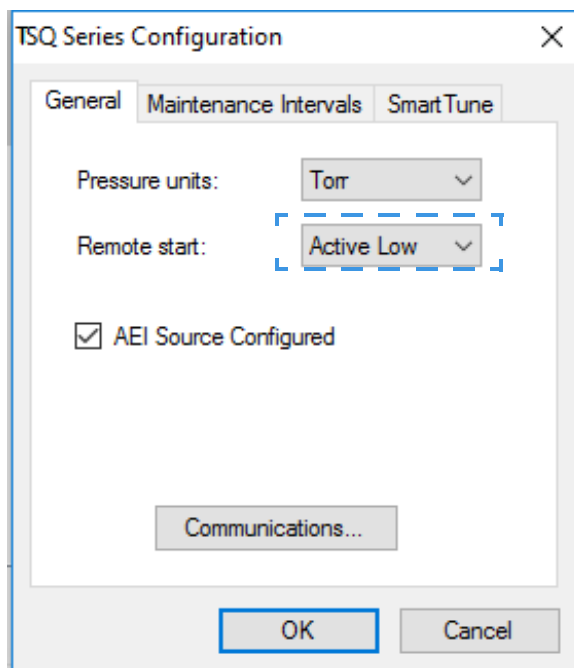 TSQ Series Configuration
General Maintenance Intervals SmartTune
Pressure units: Torr
Remote start: Active Low
AEI Source Configured
Communications...
OK Cancel